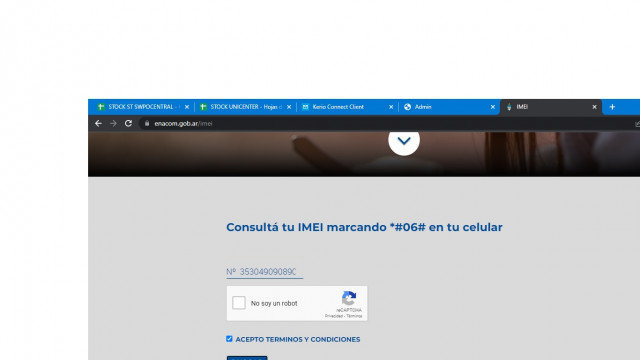 STOCK ST SWPOCENTRAL -
STOCK UNICENTER - Hojas
Kerio Connect Client
Admin
IMEI
enacom.gob.ar/imei
Consultá tu IMEI marcando *#06# en tu celular
Nº 35304909089
No soy un robot
reCAPTCHA
Privacidad - Términos
ACEPTO TERMINOS Y CONDICIONES